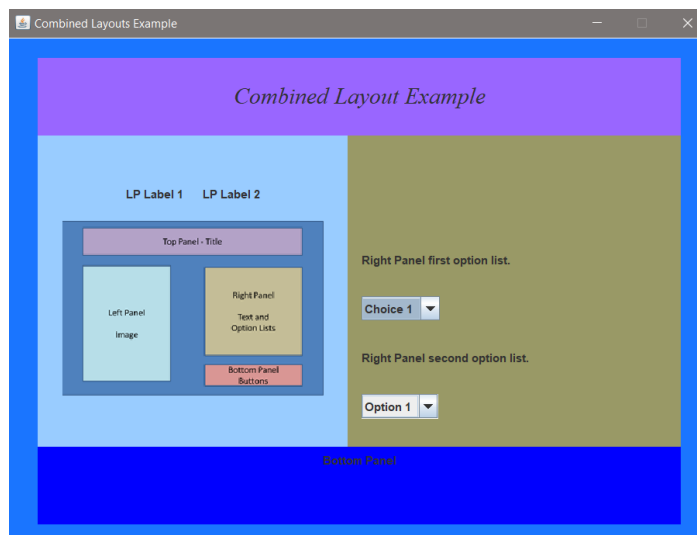 Combined Layouts Example
Combined Layout Example
LP Label 1 LP Label 2
Top Panel - Title
Left Panel
Image
Right Panel
Text and
Option Lists
Bottom Panel
Buttons
Right Panel first option list.
Choice 1
Right Panel second option list.
Option 1
Bottom Panel